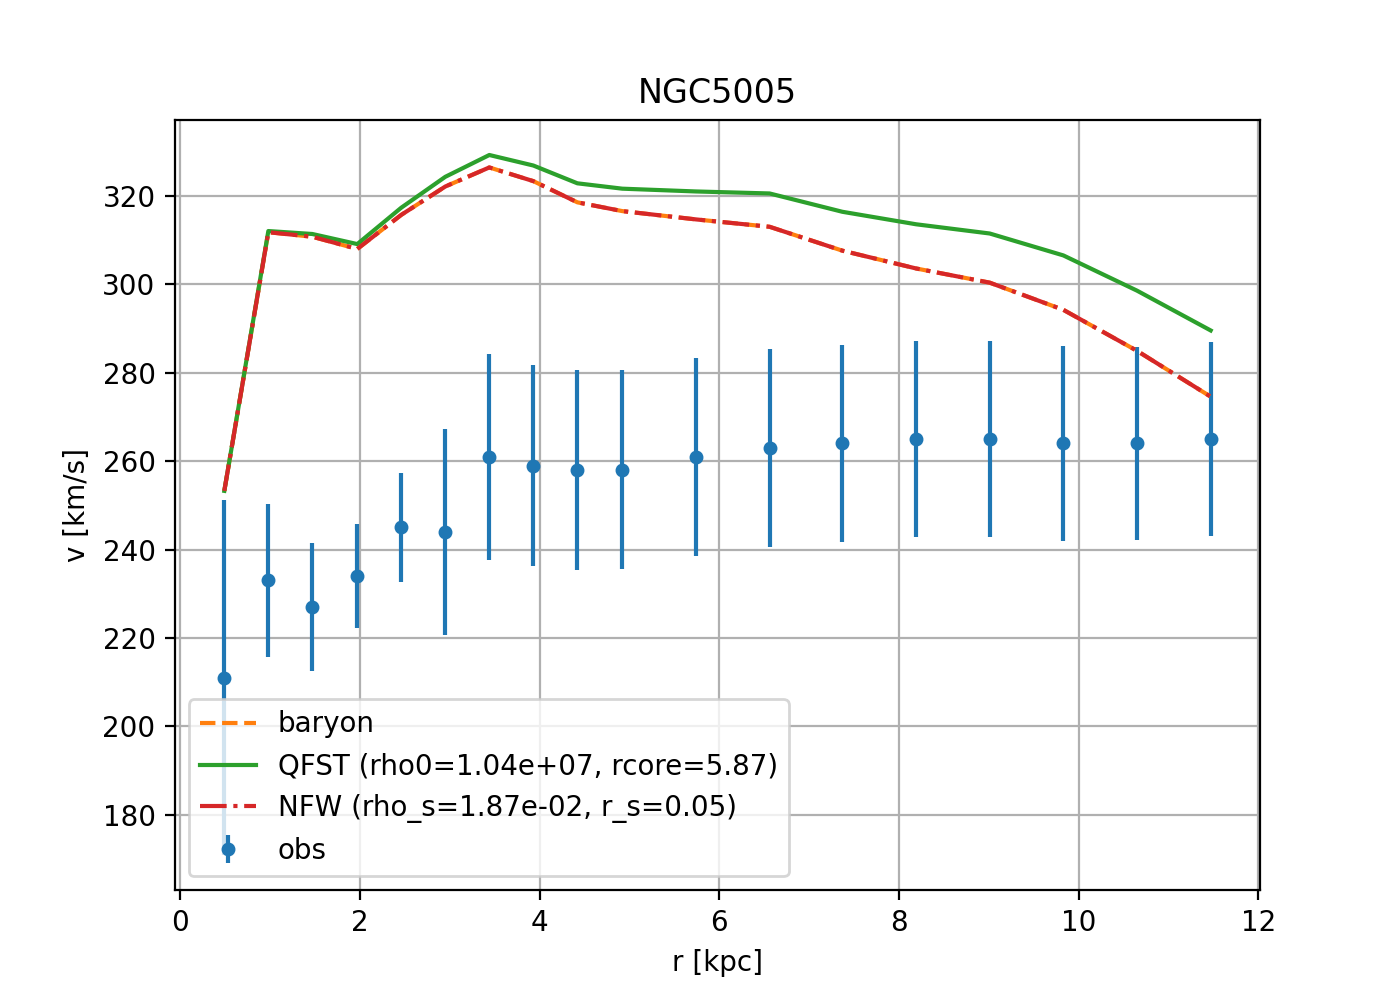 NGC5005
320
300
280
260
240
220
200
180
v [km/s]
baryon
QFST (rho0=1.04e+07, rcore=5.87)
NFW (rho_s=1.87e-02, r_s=0.05)
obs
0 2 4 6 8 10 12
r [kpc]